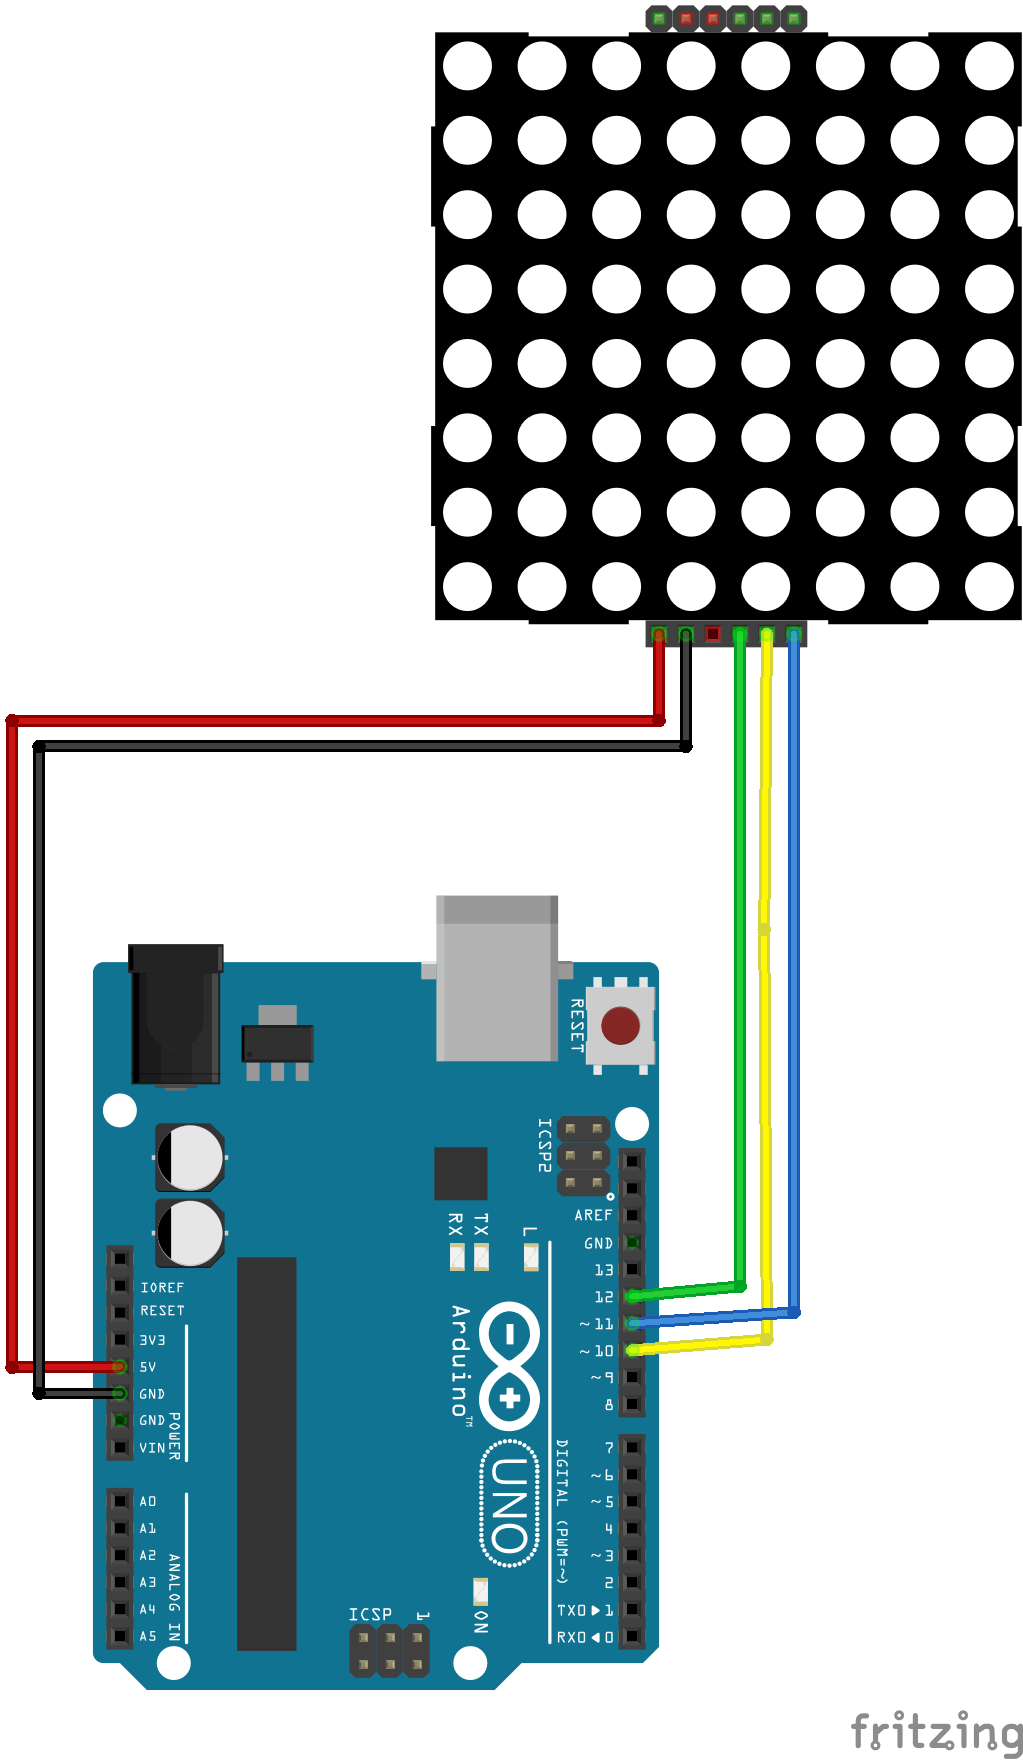 RESET
ICSP2
AREF
GND
13
12
~11
~10
~9
8
RX
TX
L
IOREF
RESET
3V3
5V
GND
GND
VIN
POWER
Arduino™
UNO
DIGITAL (PWM=~)
7
~6
~5
4
~3
2
TX0▶1
RX0◀0
A0
A1
A2
A3
A4
A5
ANALOG IN
ICSP
1
ON
fritzing